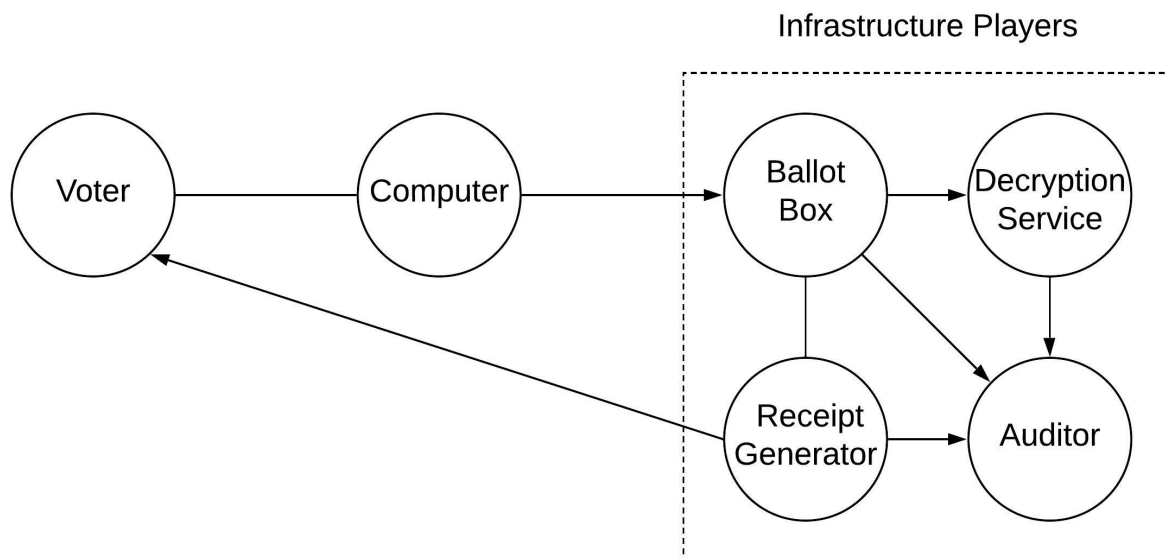 Infrastructure Players
Voter
Computer
Ballot
Box
Decryption
Service
Receipt
Generator
Auditor